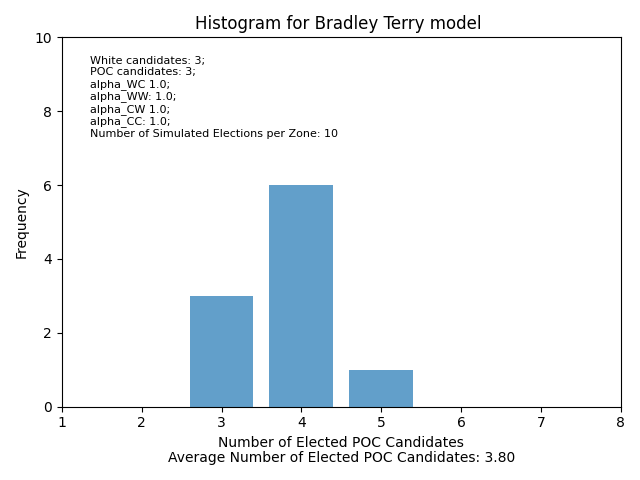 Histogram for Bradley Terry model
White candidates: 3;
POC candidates: 3;
alpha_WC 1.0;
alpha_WW: 1.0;
alpha_CW 1.0;
alpha_CC: 1.0;
Number of Simulated Elections per Zone: 10
Frequency
10
8
6
4
2
0
1 2 3 4 5 6 7 8
Number of Elected POC Candidates
Average Number of Elected POC Candidates: 3.80